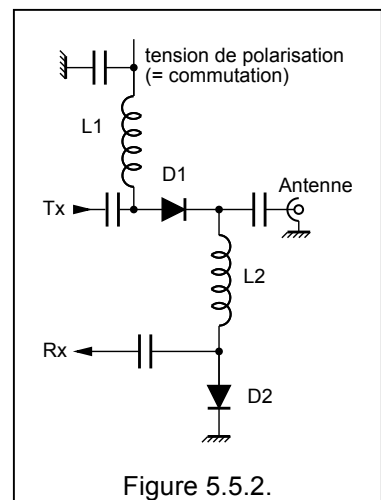 tension de polarisation
(= commutation)
L1
D1
Antenne
Tx
L2
Rx
D2
Figure 5.5.2.